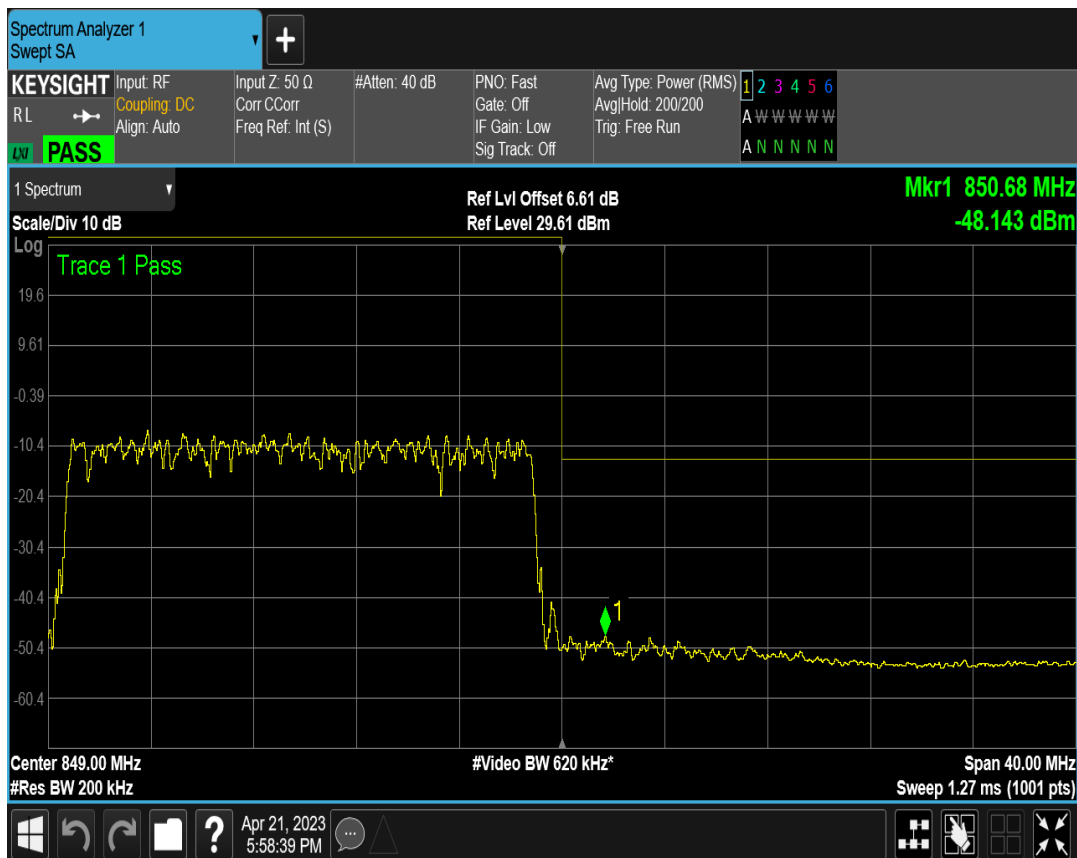 Spectrum Analyzer 1
Swept SA
+
KEYSIGHT
RL
LXI PASS
Input: RF
Coupling: DC
Align: Auto
Input Z: 50 Ω
Corr CCorr
Freq Ref: Int (S)
#Atten: 40 dB
PNO: Fast
Gate: Off
IF Gain: Low
Sig Track: Off
Avg Type: Power (RMS)
Avg|Hold: 200/200
Trig: Free Run
1 2 3 4 5 6
A W W W W W
A N N N N N
1 Spectrum
Scale/Div 10 dB
Ref Lvl Offset 6.61 dB
Ref Level 29.61 dBm
Mkr1 850.68 MHz
-48.143 dBm
Log
Trace 1 Pass
19.6
9.61
-0.39
-10.4
-20.4
-30.4
-40.4
1
-50.4
-60.4
Center 849.00 MHz
#Video BW 620 kHz*
Span 40.00 MHz
#Res BW 200 kHz
Sweep 1.27 ms (1001 pts)
?
Apr 21, 2023
5:58:39 PM